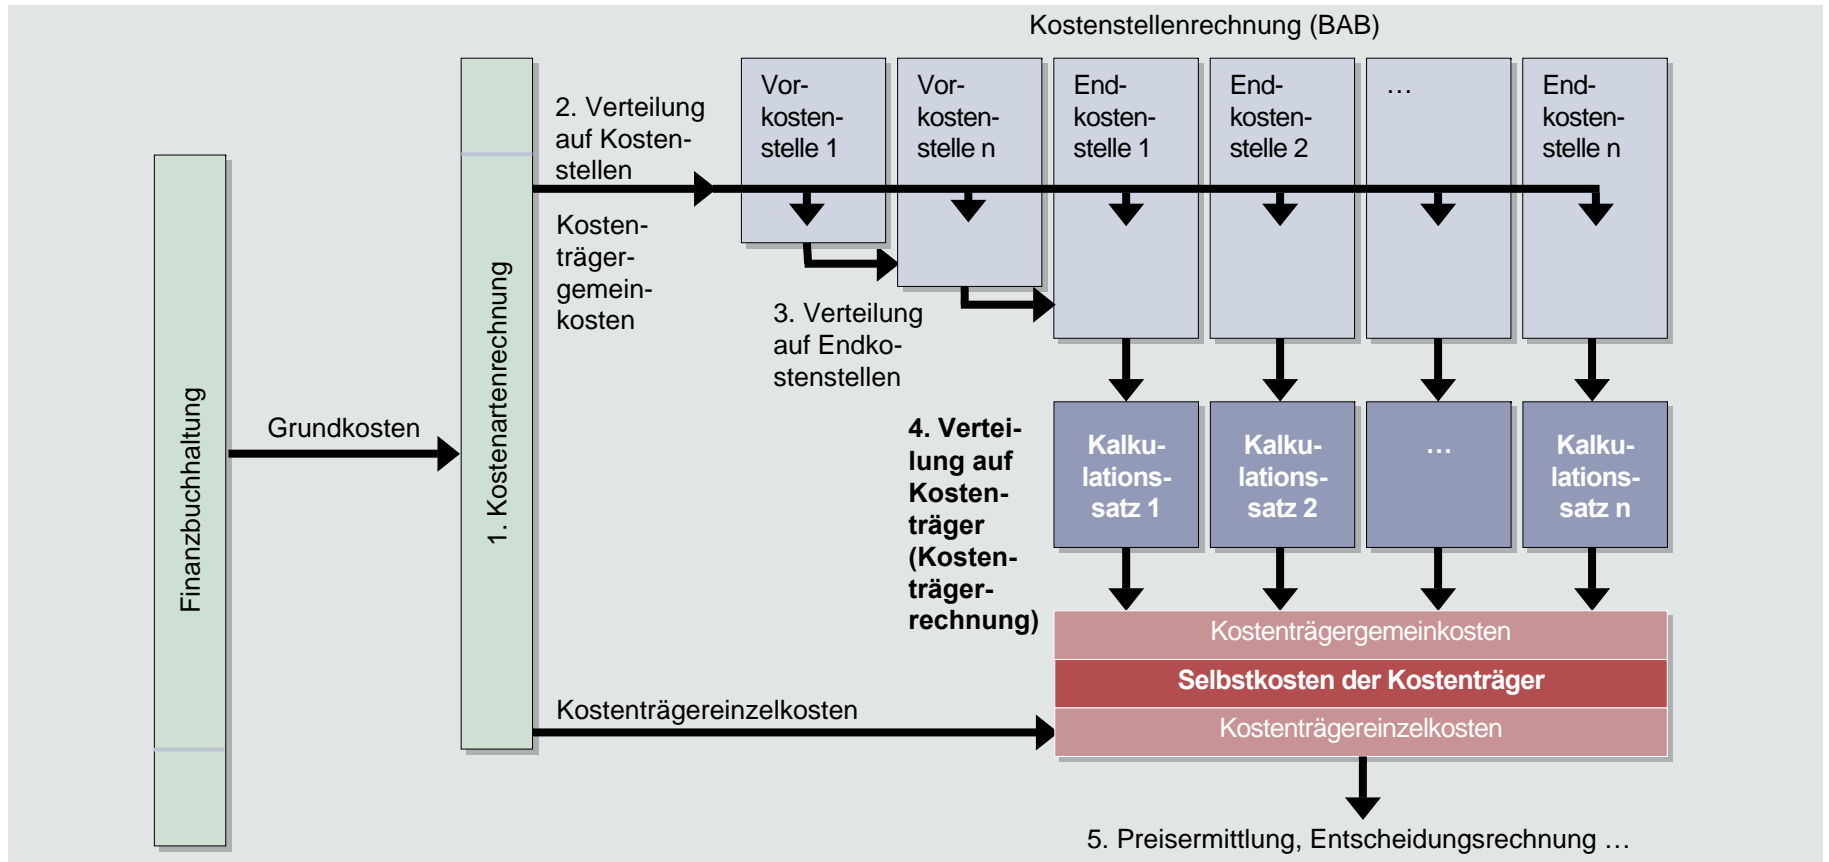 Kostenstellenrechnung (BAB)
Vor-
kosten-
stelle 1
Vor-
kosten-
stelle n
End-
kosten-
stelle 1
End-
kosten-
stelle 2
…
End-
kosten-
stelle n
2. Verteilung
auf Kosten-
stellen
Kosten-
träger-
gemein-
kosten
3. Verteilung
auf Endko-
stenstellen
Finanzbuchhaltung
Grundkosten
1. Kostenartenrechnung
4. Vertei-
lung auf
Kosten-
träger
(Kosten-
träger-
rechnung)
Kalku-
lations-
satz 1
Kalku-
lations-
satz 2
…
Kalku-
lations-
satz n
Kostenträgergemeinkosten
Selbstkosten der Kostenträger
Kostenträgereinzelkosten
Kostenträgereinzelkosten
5. Preisermittlung, Entscheidungsrechnung …